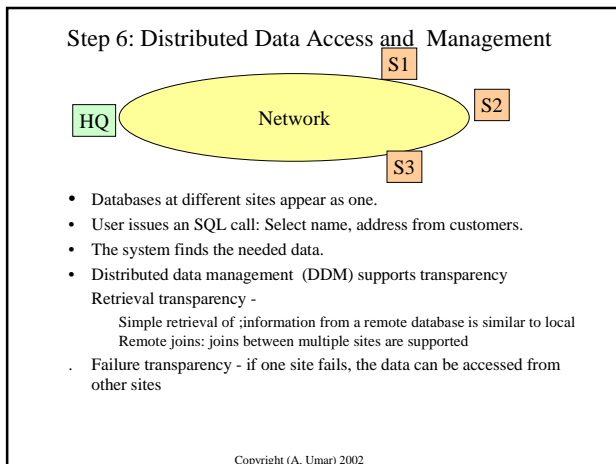 Step 6: Distributed Data Access and Management
S1
HQ
Network
S2
S3
• Databases at different sites appear as one.
• User issues an SQL call: Select name, address from customers.
• The system finds the needed data.
• Distributed data management (DDM) supports transparency
Retrieval transparency -
Simple retrieval of ;information from a remote database is similar to local
Remote joins: joins between multiple sites are supported
. Failure transparency - if one site fails, the data can be accessed from
other sites
Copyright (A. Umar) 2002